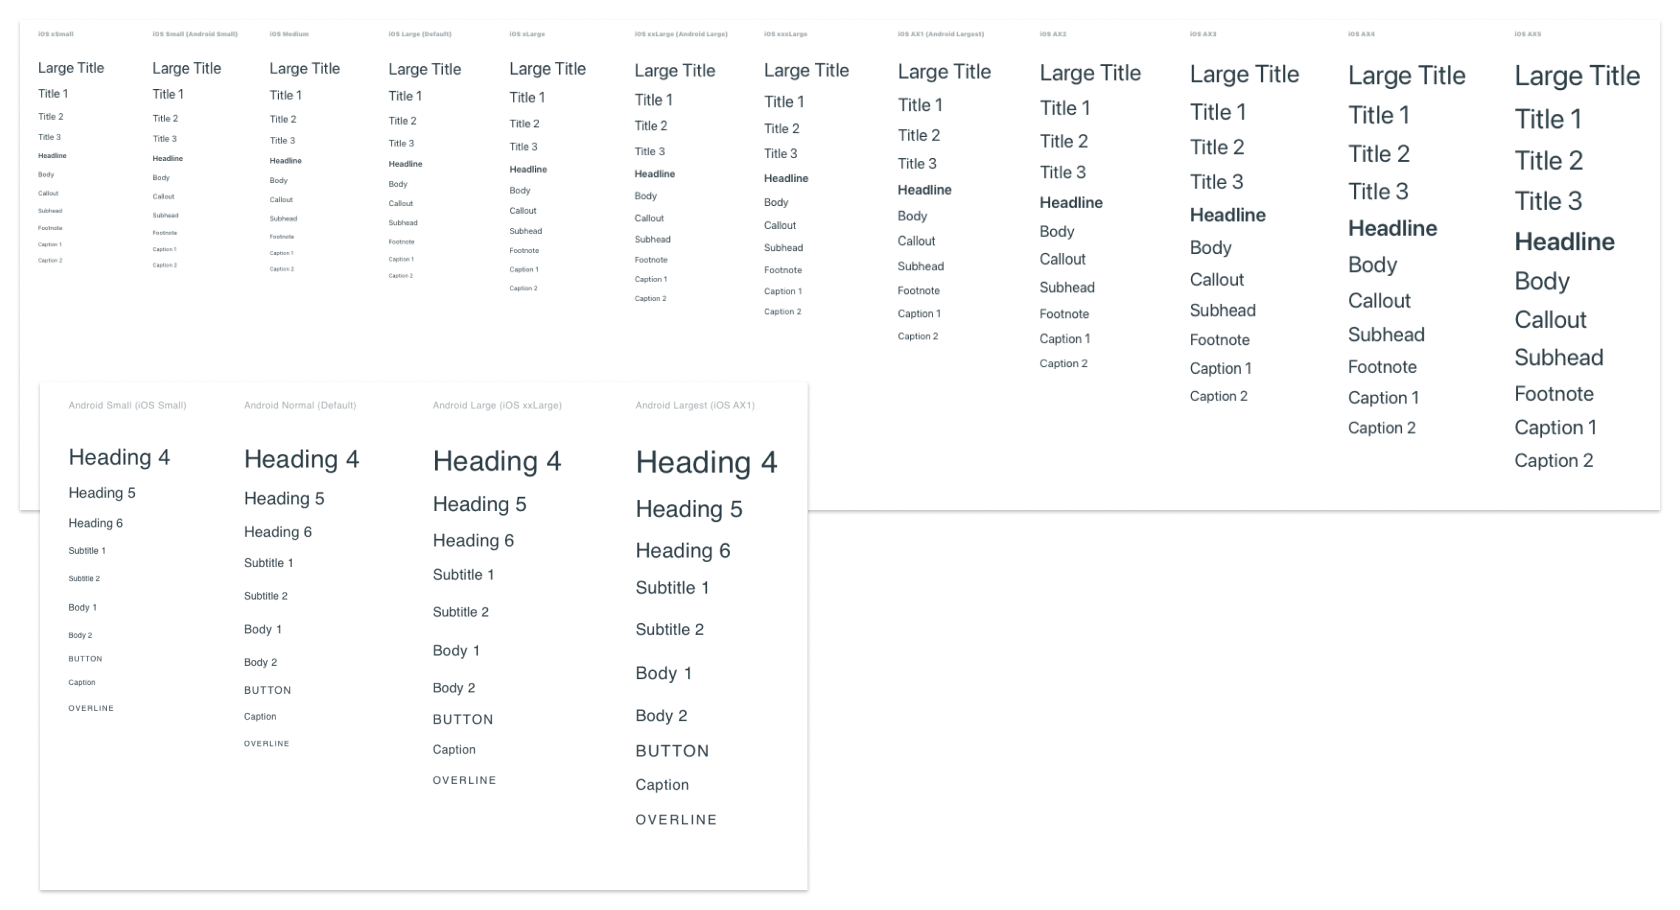 iOS xSmall
Large Title
Title 1
Title 2
Title 3
Headline
Body
Callout
Subhead
Footnote
Caption 1
Caption 2
iOS Small (Android Small)
Large Title
Title 1
Title 2
Title 3
Headline
Body
Callout
Subhead
Footnote
Caption 1
Caption 2
iOS Medium
Large Title
Title 1
Title 2
Title 3
Headline
Body
Callout
Subhead
Footnote
Caption 1
Caption 2
iOS Large (Default)
Large Title
Title 1
Title 2
Title 3
Headline
Body
Callout
Subhead
Footnote
Caption 1
Caption 2
iOS xLarge
Large Title
Title 1
Title 2
Title 3
Headline
Body
Callout
Subhead
Footnote
Caption 1
Caption 2
iOS xxLarge (Android Large)
Large Title
Title 1
Title 2
Title 3
Headline
Body
Callout
Subhead
Footnote
Caption 1
Caption 2
iOS xxxLarge
Large Title
Title 1
Title 2
Title 3
Headline
Body
Callout
Subhead
Footnote
Caption 1
Caption 2
iOS AX1 (Android Largest)
Large Title
Title 1
Title 2
Title 3
Headline
Body
Callout
Subhead
Footnote
Caption 1
Caption 2
iOS AX2
Large Title
Title 1
Title 2
Title 3
Headline
Body
Callout
Subhead
Footnote
Caption 1
Caption 2
iOS AX3
Large Title
Title 1
Title 2
Title 3
Headline
Body
Callout
Subhead
Footnote
Caption 1
Caption 2
iOS AX4
Large Title
Title 1
Title 2
Title 3
Headline
Body
Callout
Subhead
Footnote
Caption 1
Caption 2
iOS AX5
Large Title
Title 1
Title 2
Title 3
Headline
Body
Callout
Subhead
Footnote
Caption 1
Caption 2
Android Small (iOS Small)
Heading 4
Heading 5
Heading 6
Subtitle 1
Subtitle 2
Body 1
Body 2
BUTTON
Caption
OVERLINE
Android Normal (Default)
Heading 4
Heading 5
Heading 6
Subtitle 1
Subtitle 2
Body 1
Body 2
BUTTON
Caption
OVERLINE
Android Large (iOS xxLarge)
Heading 4
Heading 5
Heading 6
Subtitle 1
Subtitle 2
Body 1
Body 2
BUTTON
Caption
OVERLINE
Android Largest (iOS AX1)
Heading 4
Heading 5
Heading 6
Subtitle 1
Subtitle 2
Body 1
Body 2
BUTTON
Caption
OVERLINE